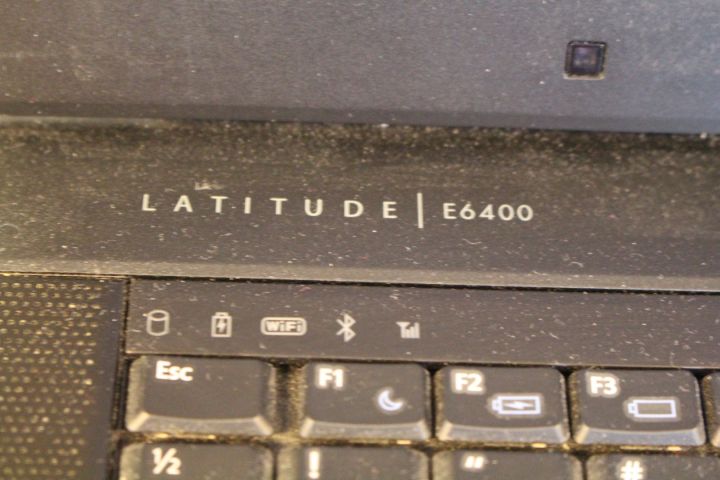 LATITUDE | E6400
WiFi
Esc F1 F2 F3
½ ! " #